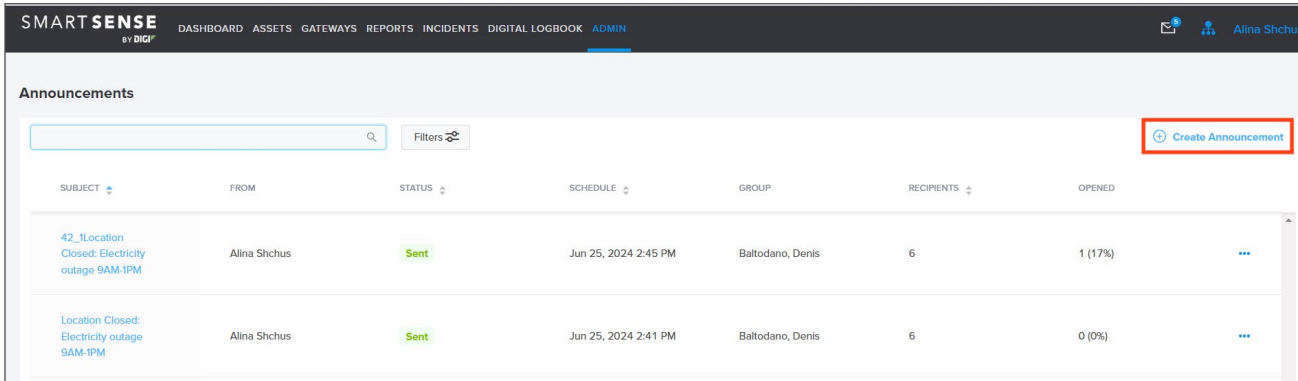 SMARTSENSE
BY DIGI
DASHBOARD ASSETS GATEWAYS REPORTS INCIDENTS DIGITAL LOGBOOK ADMIN
5
Alina Shchu
Announcements
Filters
Create Announcement
SUBJECT FROM STATUS SCHEDULE GROUP RECIPIENTS OPENED
42_1Location
Closed: Electricity
outage 9AM-1PM
Alina Shchus Sent Jun 25, 2024 2:45 PM Baltodano, Denis 6 1 (17%)
Location Closed:
Electricity outage
9AM-1PM
Alina Shchus Sent Jun 25, 2024 2:41 PM Baltodano, Denis 6 0 (0%)